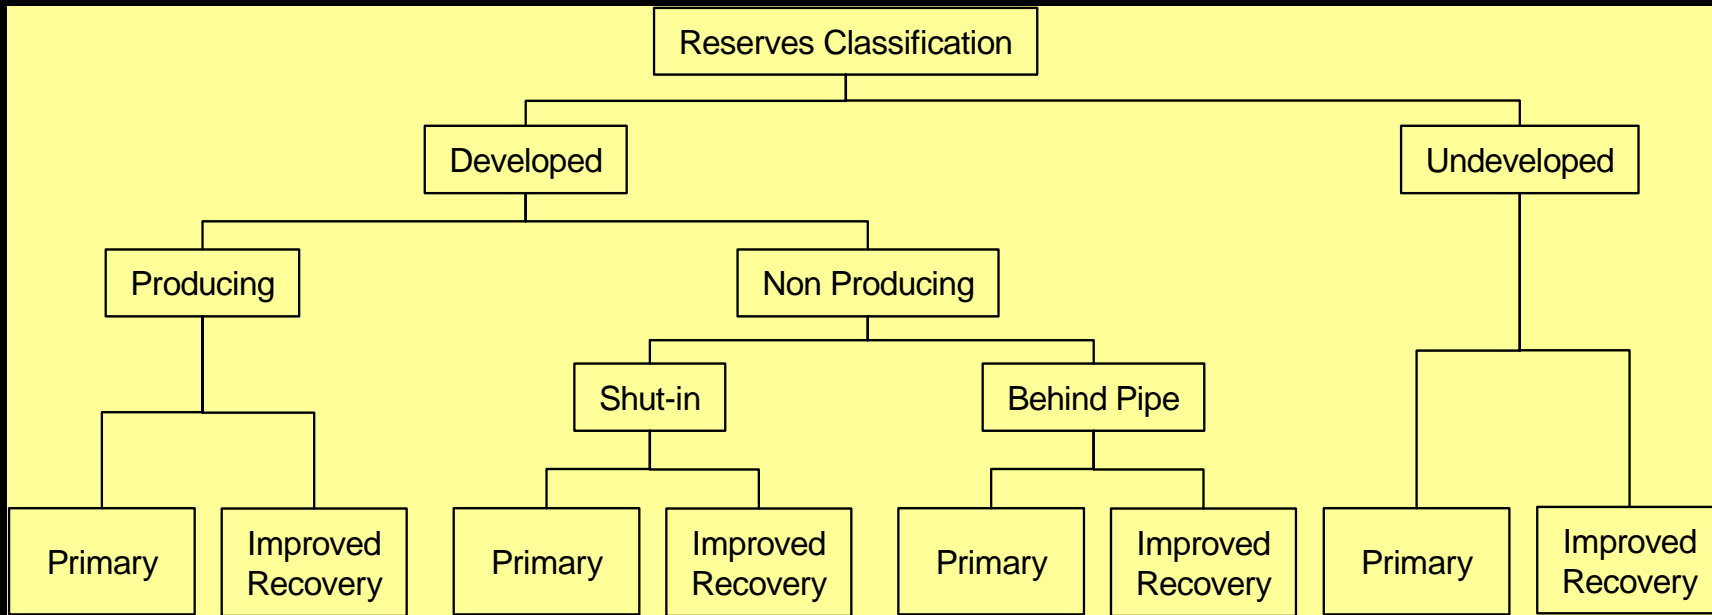 Reserves Classification
Developed
Undeveloped
Producing
Non Producing
Shut-in
Behind Pipe
Primary
Improved
Recovery
Primary
Improved
Recovery
Primary
Improved
Recovery
Primary
Improved
Recovery